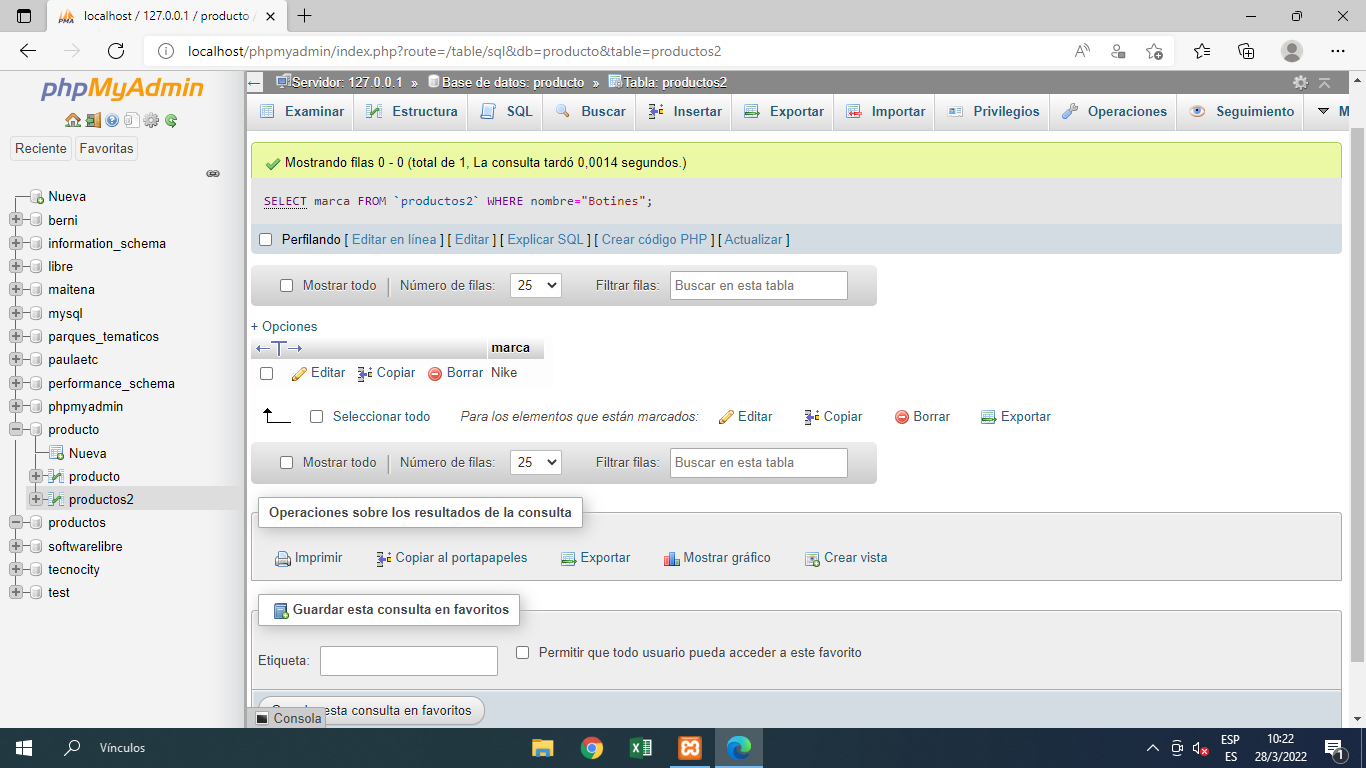 localhost / 127.0.0.1 / producto /
localhost/phpmyadmin/index.php?route=/table/sql&db=producto&table=productos2
phpMyAdmin
Reciente
Favoritas
Nueva
berni
information_schema
libre
maitena
mysql
parques_tematicos
paulaetc
performance_schema
phpmyadmin
producto
Nueva
producto
productos2
productos
softwarelibre
tecnocity
test
Servidor: 127.0.0.1 » Base de datos: producto » Tabla: productos2
Examinar Estructura SQL Buscar Insertar Exportar Importar Privilegios Operaciones Seguimiento M
Mostrando filas 0 - 0 (total de 1, La consulta tardó 0,0014 segundos.)
SELECT marca FROM `productos2` WHERE nombre="Botines";
Perfilando [ Editar en línea ] [ Editar ] [ Explicar SQL ] [ Crear código PHP ] [ Actualizar ]
Mostrar todo | Número de filas: 25 Filtrar filas: Buscar en esta tabla
+ Opciones
←T→ marca
Editar Copiar Borrar Nike
Seleccionar todo Para los elementos que están marcados: Editar Copiar Borrar Exportar
Mostrar todo | Número de filas: 25 Filtrar filas: Buscar en esta tabla
Operaciones sobre los resultados de la consulta
Imprimir Copiar al portapapeles Exportar Mostrar gráfico Crear vista
Guardar esta consulta en favoritos
Etiqueta: Permitir que todo usuario pueda acceder a este favorito
esta consulta en favoritos
Consola
Vínculos
ESP
ES
10:22
28/3/2022
1